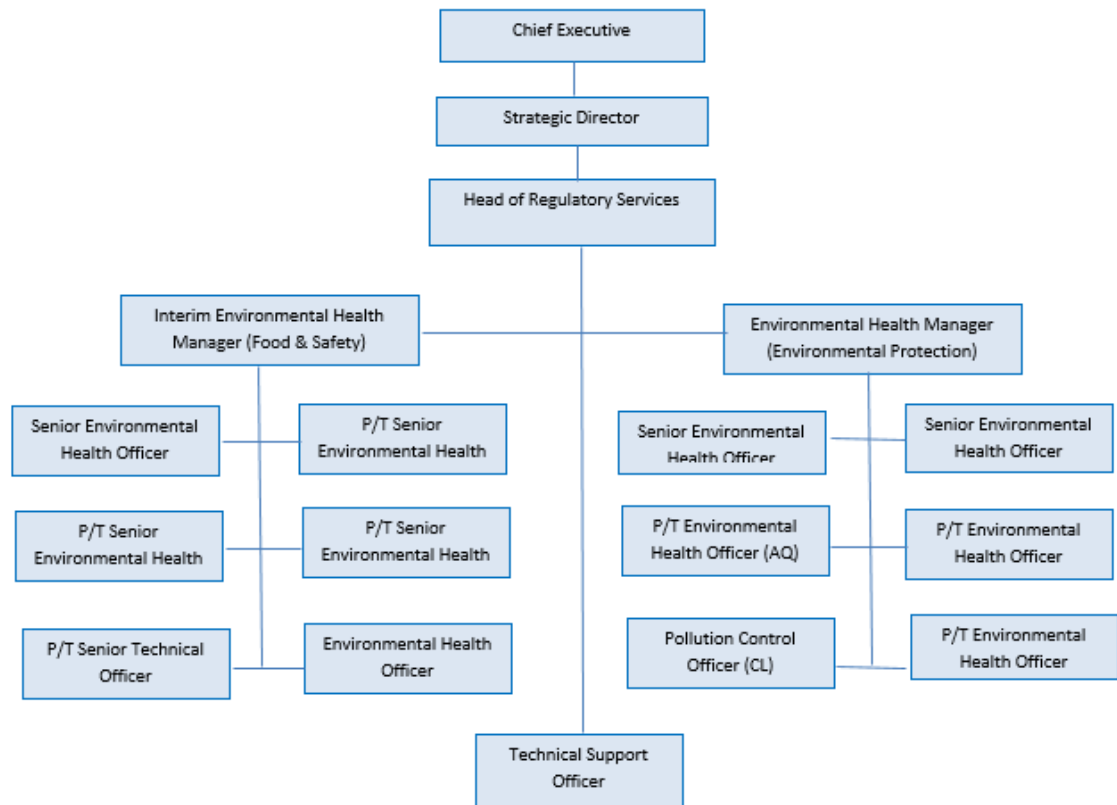 Chief Executive
Strategic Director
Head of Regulatory Services
Interim Environmental Health
Manager (Food & Safety)
Environmental Health Manager
(Environmental Protection)
Senior Environmental
Health Officer
P/T Senior
Environmental Health
Senior Environmental
Health Officer
Senior Environmental
Health Officer
P/T Senior
Environmental Health
P/T Senior
Environmental Health
P/T Environmental
Health Officer (AQ)
P/T Environmental
Health Officer
P/T Senior Technical
Officer
Environmental Health
Officer
Pollution Control
Officer (CL)
P/T Environmental
Health Officer
Technical Support
Officer